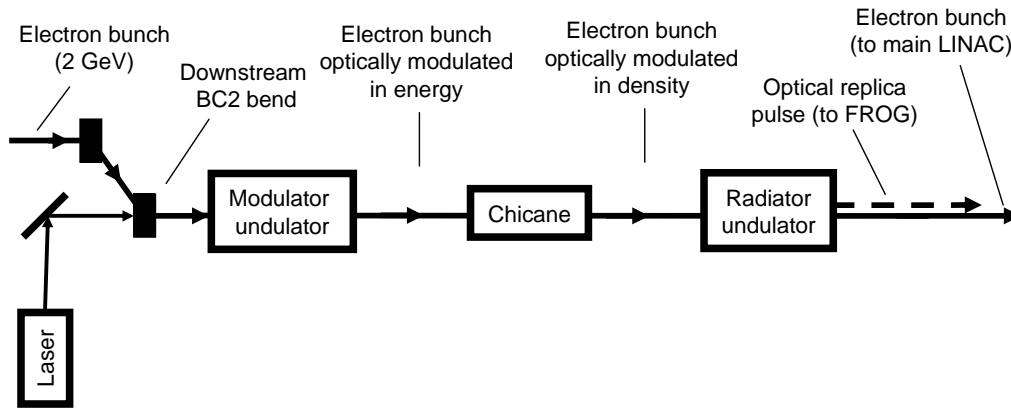 Electron bunch
(2 GeV)
Downstream
BC2 bend
Electron bunch
optically modulated
in energy
Electron bunch
optically modulated
in density
Optical replica
pulse (to FROG)
Electron bunch
(to main LINAC)
Modulator
undulator
Chicane
Radiator
undulator
Laser